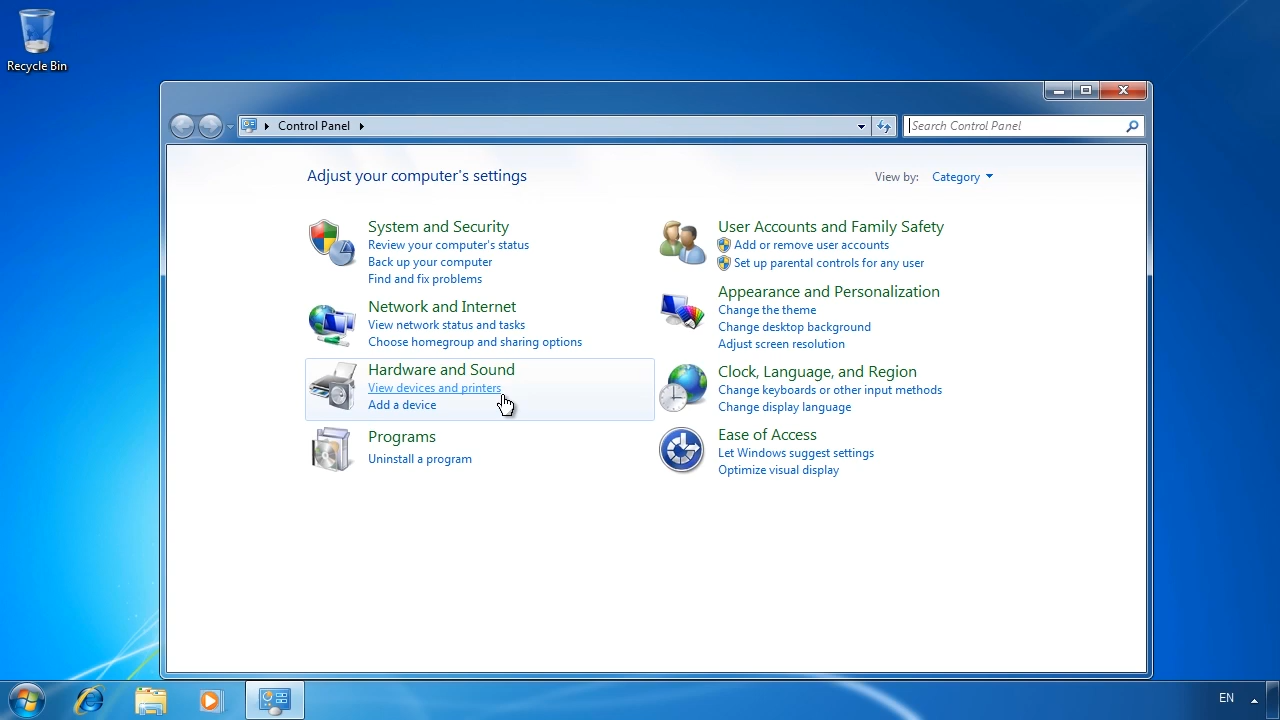 Recycle Bin
Control Panel
Search Control Panel
Adjust your computer's settings
View by: Category
System and Security
Review your computer's status
Back up your computer
Find and fix problems
Network and Internet
View network status and tasks
Choose homegroup and sharing options
Hardware and Sound
View devices and printers
Add a device
Programs
Uninstall a program
User Accounts and Family Safety
Add or remove user accounts
Set up parental controls for any user
Appearance and Personalization
Change the theme
Change desktop background
Adjust screen resolution
Clock, Language, and Region
Change keyboards or other input methods
Change display language
Ease of Access
Let Windows suggest settings
Optimize visual display
EN